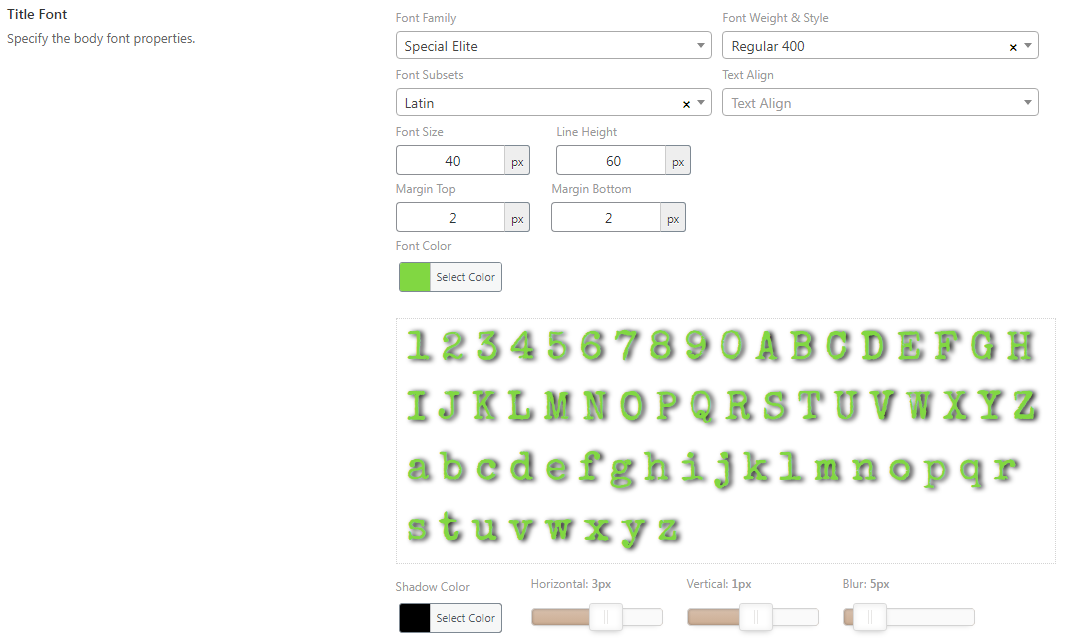 Title Font
Specify the body font properties.
Font Family
Font Weight & Style
Special Elite
Regular 400
Font Subsets
Text Align
Latin
Text Align
Font Size
Line Height
40 px
60 px
Margin Top
Margin Bottom
2 px
2 px
Font Color
Select Color
1 2 3 4 5 6 7 8 9 0 A B C D E F G H
I J K L M N O P Q R S T U V W X Y Z
a b c d e f g h i j k l m n o p q r
s t u v w x y z
Shadow Color
Horizontal: 3px
Vertical: 1px
Blur: 5px
Select Color